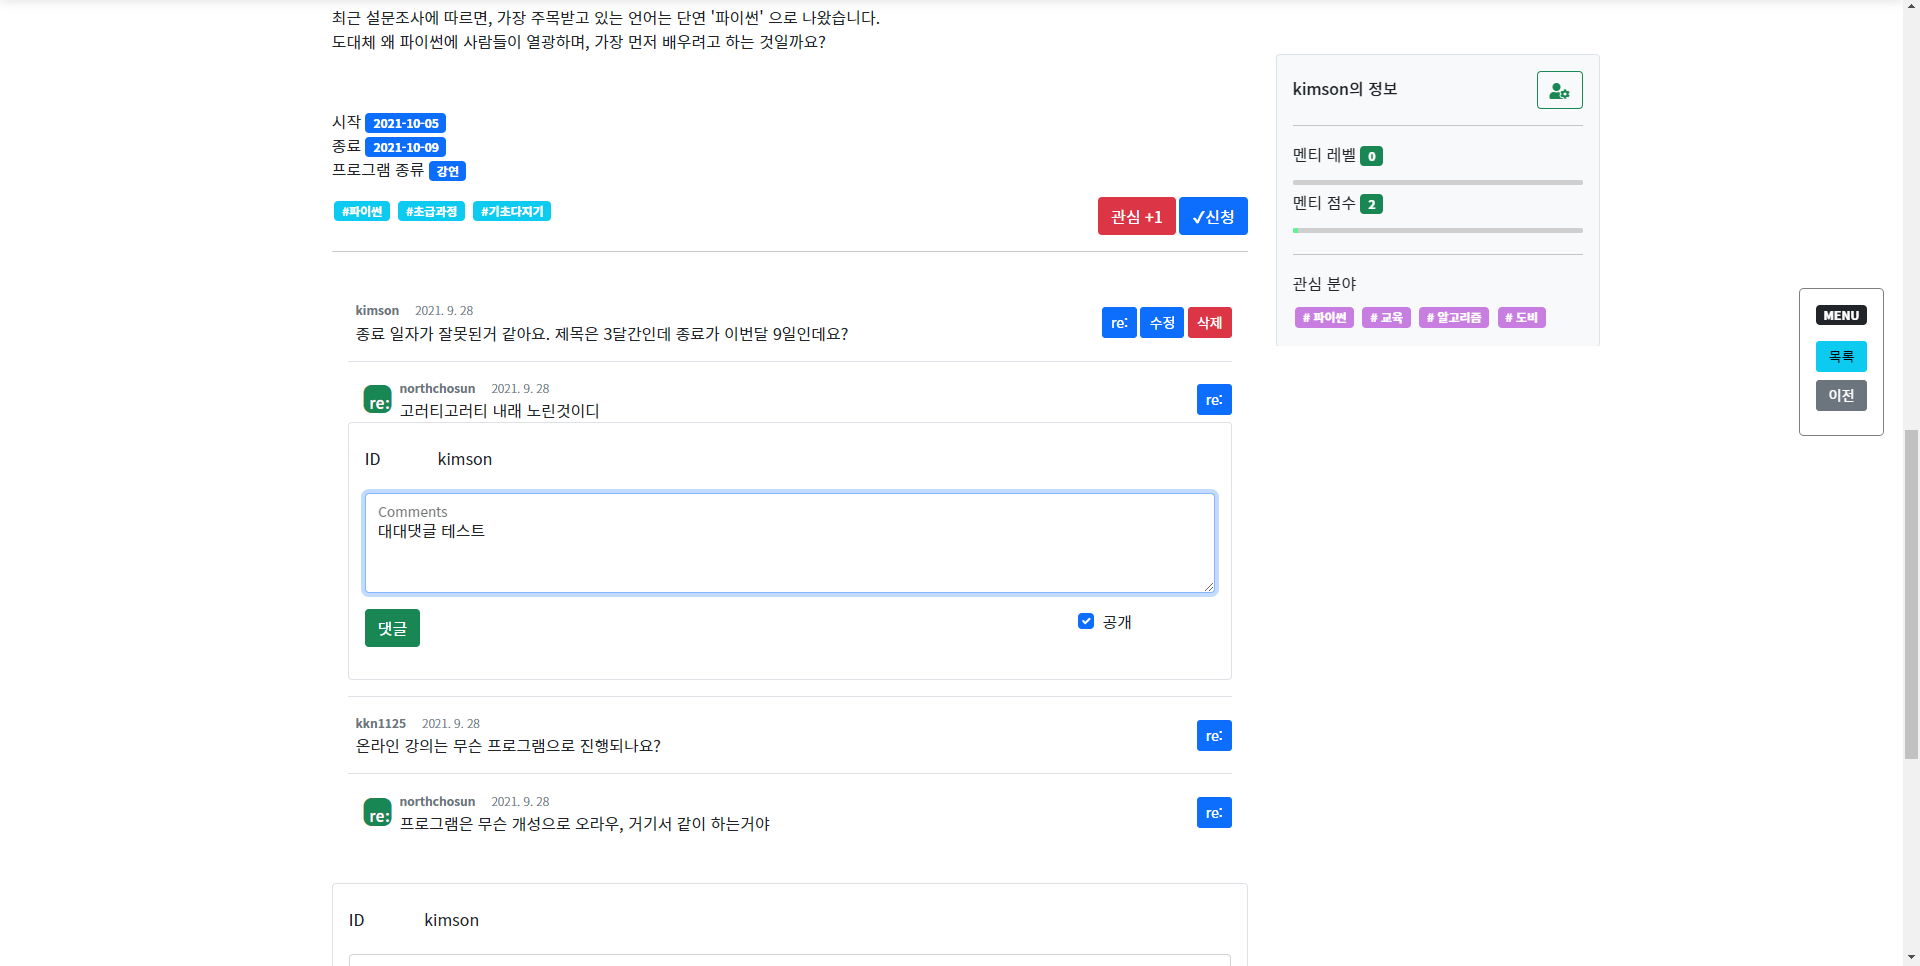 최근 설문조사에 따르면, 가장 주목받고 있는 언어는 단연 '파이썬' 으로 나왔습니다.
도대체 왜 파이썬에 사람들이 열광하며, 가장 먼저 배우려고 하는 것일까요?
시작 2021-10-05
종료 2021-10-09
프로그램 종류 강연
#파이썬 #초급과정 #기초다지기
관심 +1 ✓신청
kimson 2021. 9. 28
종료 일자가 잘못된거 같아요. 제목은 3달간인데 종료가 이번달 9일인데요?
re: 수정 삭제
re: northchosun 2021. 9. 28
고러티고러티 내래 노린것이디
re:
ID kimson
Comments
대대댓글 테스트
댓글
공개
kkn1125 2021. 9. 28
온라인 강의는 무슨 프로그램으로 진행되나요?
re:
re: northchosun 2021. 9. 28
프로그램은 무슨 개성으로 오라우, 거기서 같이 하는거야
re:
ID kimson
kimson의 정보
멘티 레벨 0
멘티 점수 2
관심 분야
# 파이썬 # 교육 # 알고리즘 # 도비
MENU
목록
이전